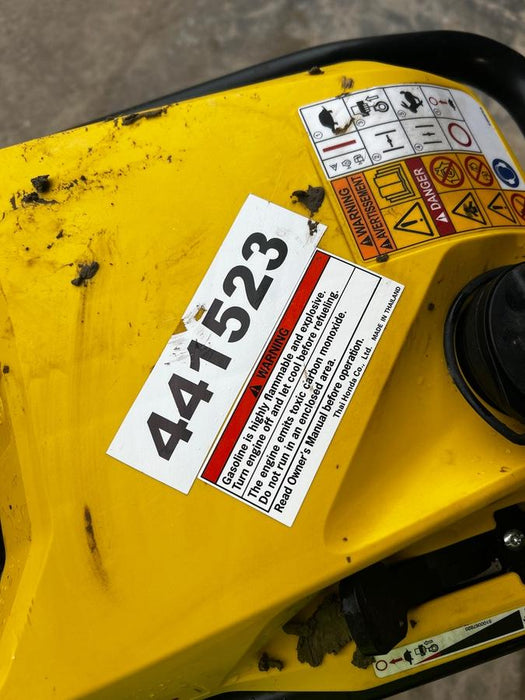 441523
WARNING
Gasoline is highly flammable and explosive.
Turn engine off and let cool before refueling.
The engine emits toxic carbon monoxide.
Do not run in an enclosed area.
Read Owner's Manual before operation.
Thai Honda Co., Ltd. MADE IN THAILAND
WARNING
AVERTISSEMENT
DANGER